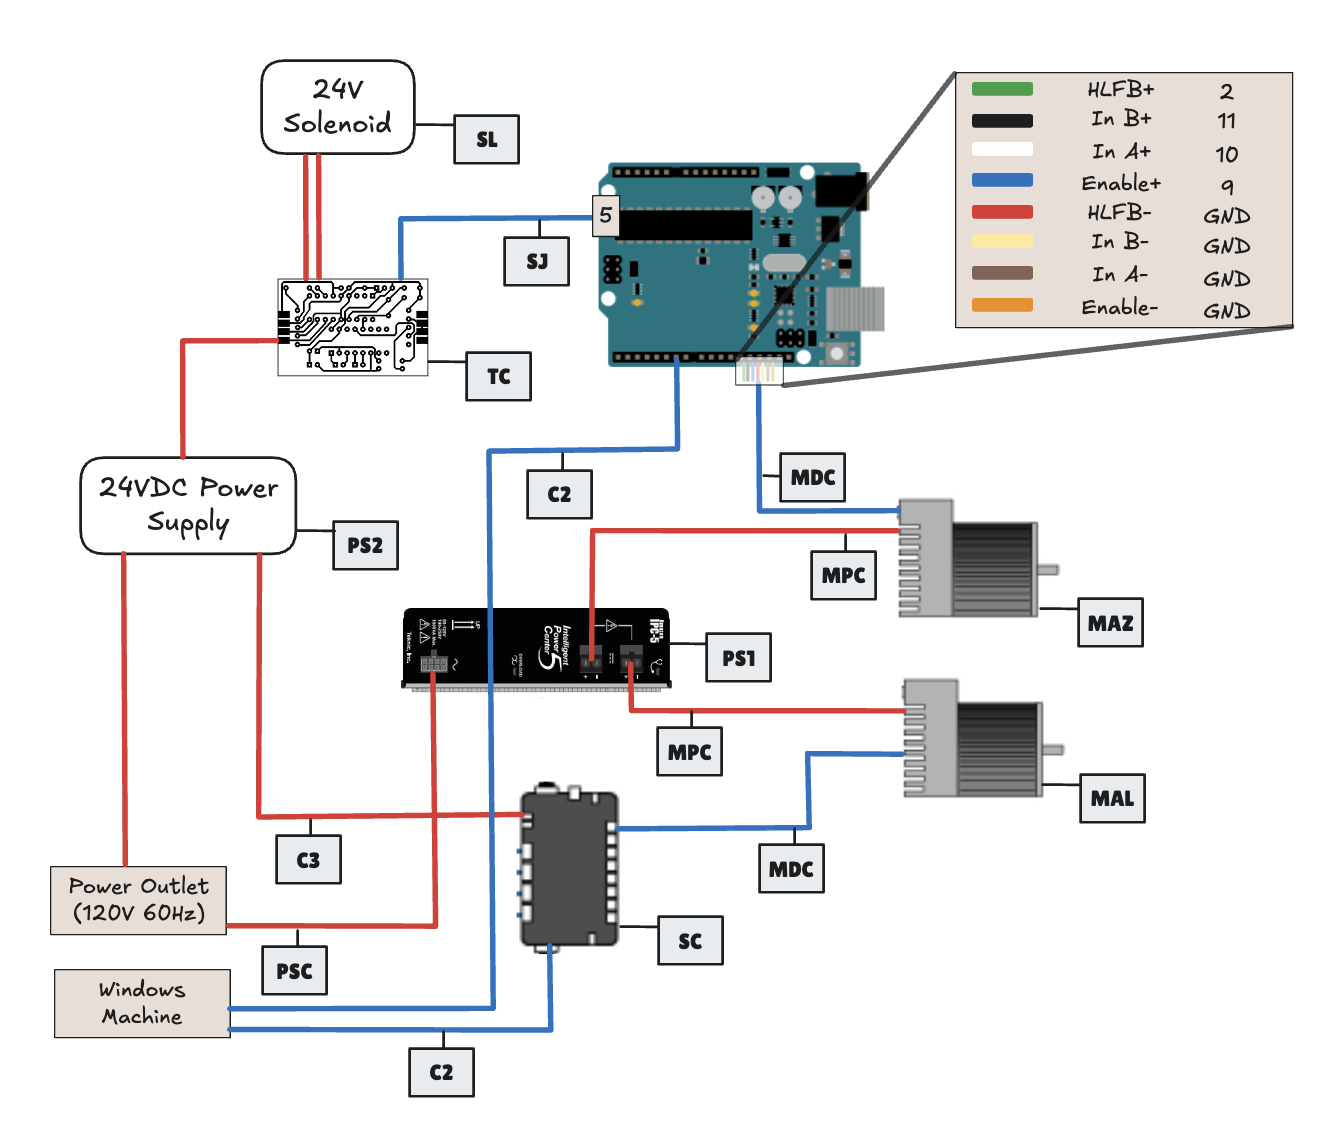 24V
Solenoid
SL
HLFB+ 2
In B+ 11
In A+ 10
Enable+ 9
HLFB- GND
In B- GND
In A- GND
Enable- GND
5
SJ
TC
24VDC Power
Supply
PS2
C2
MDC
MPC
MAZ
Teknic, Inc.
UP
Intelligent
Power
Center
5
IPC-5
PS1
MPC
MAL
C3
MDC
Power Outlet
(120V 60Hz)
SC
PSC
Windows
Machine
C2